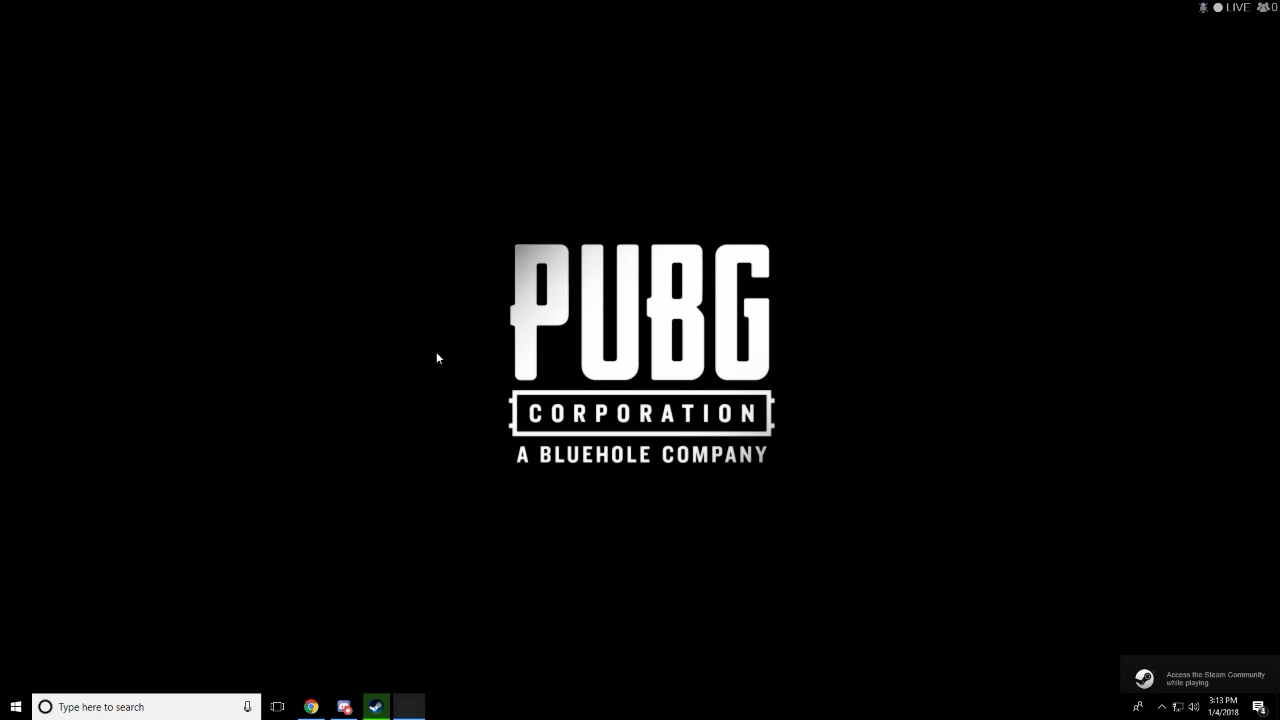 LIVE 0
PUBG
CORPORATION
A BLUEHOLE COMPANY
Access the Steam Community
while playing
Type here to search
3:13 PM
1/4/2018
4